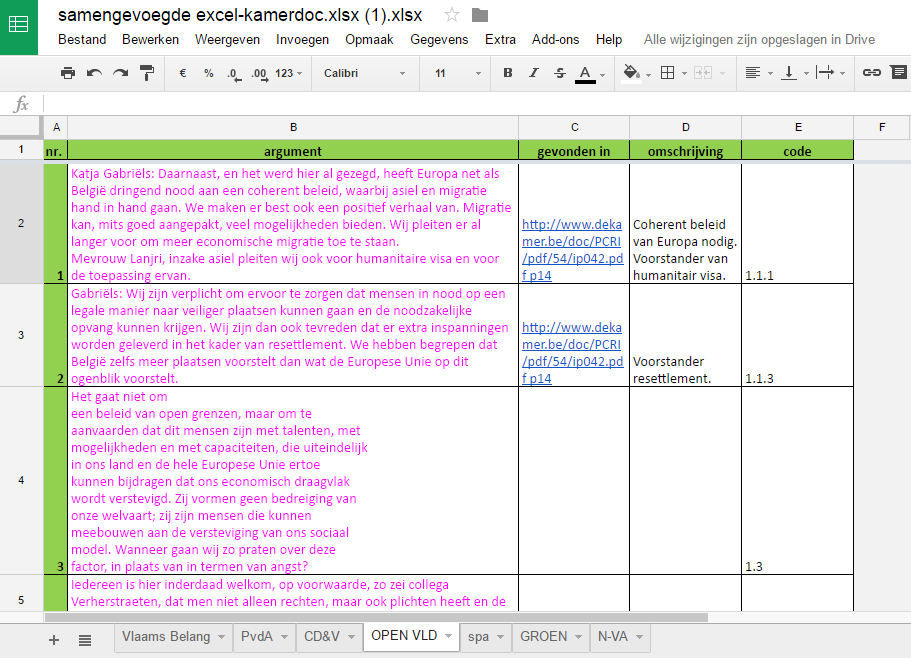 samengevoegde excel-kamerdoc.xlsx (1).xlsx
Bestand Bewerken Weergeven Invoegen Opmaak Gegevens Extra Add-ons Help Alle wijzigingen zijn opgeslagen in Drive
€ % .0 .00 123 Calibri 11 B I S A
fx
A B C D E F
1 nr. argument gevonden in omschrijving code
Katja Gabriëls: Daarnaast, en het werd hier al gezegd, heeft Europa net als
België dringend nood aan een coherent beleid, waarbij asiel en migratie
hand in hand gaan. We maken er best ook een positief verhaal van. Migratie
kan, mits goed aangepakt, veel mogelijkheden bieden. Wij pleiten er al
langer voor om meer economische migratie toe te staan.
Mevrouw Lanjri, inzake asiel pleiten wij ook voor humanitaire visa en voor
de toepassing ervan.
2
1
http://www.deka
mer.be/doc/PCRI
/pdf/54/ip042.pd
f p14
Coherent beleid
van Europa nodig.
Voorstander van
humanitair visa.
1.1.1
Gabriëls: Wij zijn verplicht om ervoor te zorgen dat mensen in nood op een
legale manier naar veiliger plaatsen kunnen gaan en de noodzakelijke
opvang kunnen krijgen. Wij zijn dan ook tevreden dat er extra inspanningen
worden geleverd in het kader van resettlement. We hebben begrepen dat
België zelfs meer plaatsen voorstelt dan wat de Europese Unie op dit
ogenblik voorstelt.
3
2
http://www.deka
mer.be/doc/PCRI
/pdf/54/ip042.pd
f p14
Voorstander
resettlement.
1.1.3
Het gaat niet om
een beleid van open grenzen, maar om te
aanvaarden dat dit mensen zijn met talenten, met
mogelijkheden en met capaciteiten, die uiteindelijk
in ons land en de hele Europese Unie ertoe
kunnen bijdragen dat ons economisch draagvlak
wordt verstevigd. Zij vormen geen bedreiging van
onze welvaart; zij zijn mensen die kunnen
meebouwen aan de versteviging van ons sociaal
model. Wanneer gaan wij zo praten over deze
factor, in plaats van in termen van angst?
4
3
1.3
Iedereen is hier inderdaad welkom, op voorwaarde, zo zei collega
Verherstraeten, dat men niet alleen rechten, maar ook plichten heeft en de
5
+ Vlaams Belang PvdA CD&V OPEN VLD spa GROEN N-VA